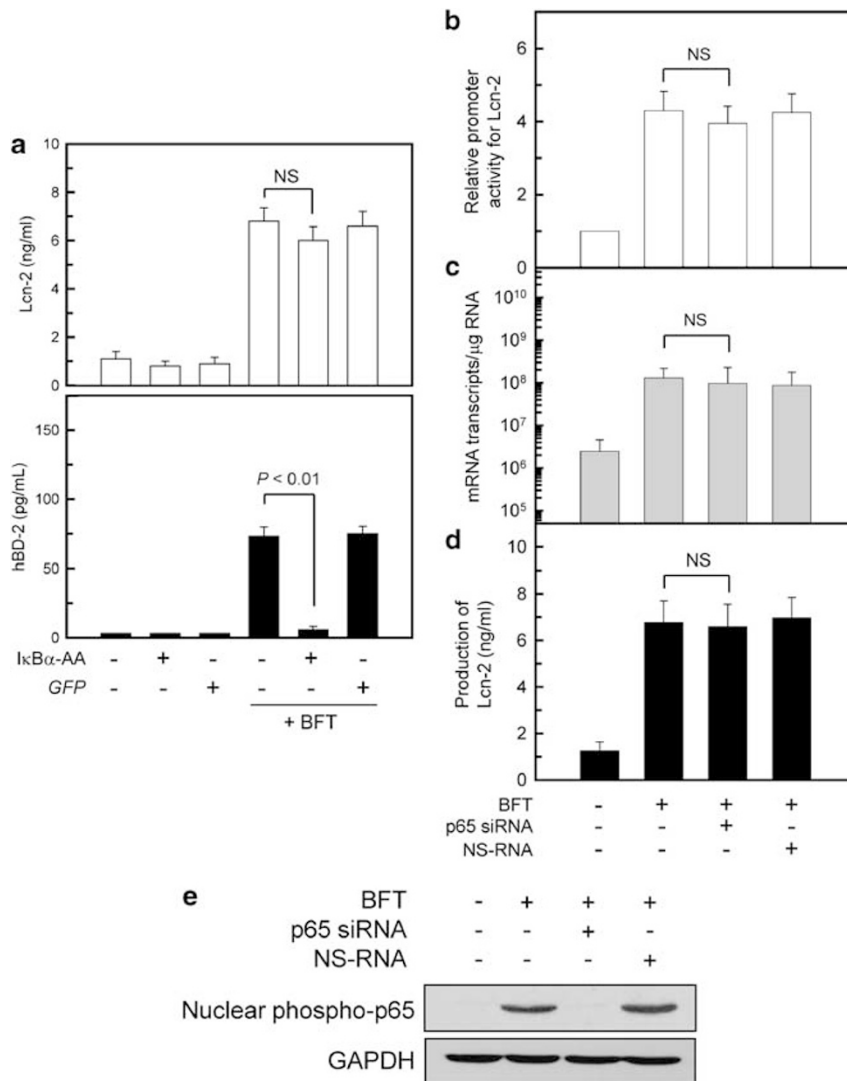 a
10
8
6
4
2
0
Lcn-2 (ng/ml)
NS
150
100
75
50
25
0
hBD-2 (pg/mL)
P < 0.01
IκBα-AA - + - - + -
GFP - - + - - +
+ BFT
b
6
4
2
0
Relative promoter
activity for Lcn-2
NS
c
10¹⁰
10⁹
10⁸
10⁷
10⁶
10⁵
mRNA transcripts/μg RNA
NS
d
10
8
6
4
2
0
Production of
Lcn-2 (ng/ml)
NS
BFT - + + +
p65 siRNA - - + -
NS-RNA - - - +
e
BFT - + + +
p65 siRNA - - + -
NS-RNA - - - +
Nuclear phospho-p65
GAPDH